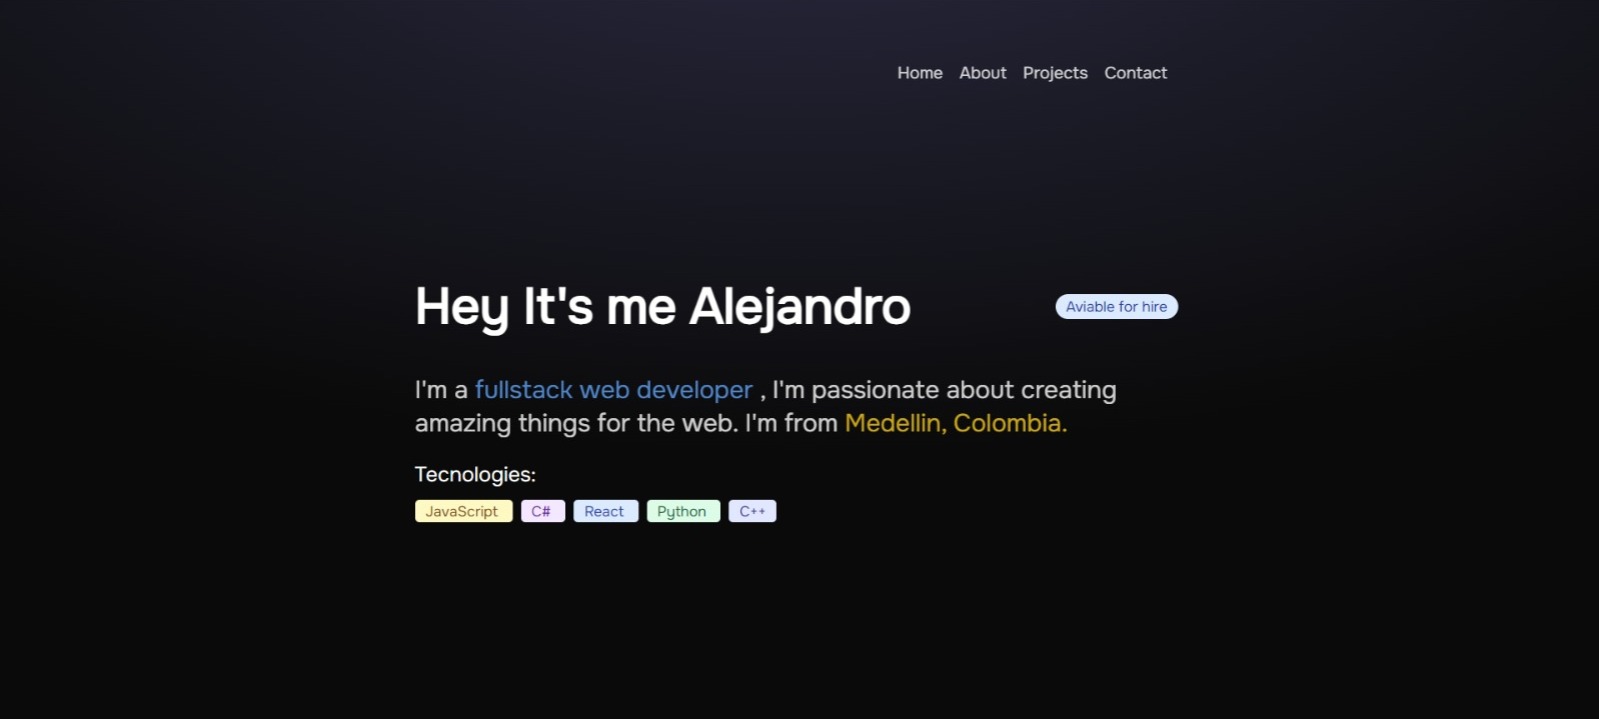 Home About Projects Contact
Hey It's me Alejandro
Aviable for hire
I'm a fullstack web developer , I'm passionate about creating
amazing things for the web. I'm from Medellin, Colombia.
Tecnologies:
JavaScript C# React Python C++